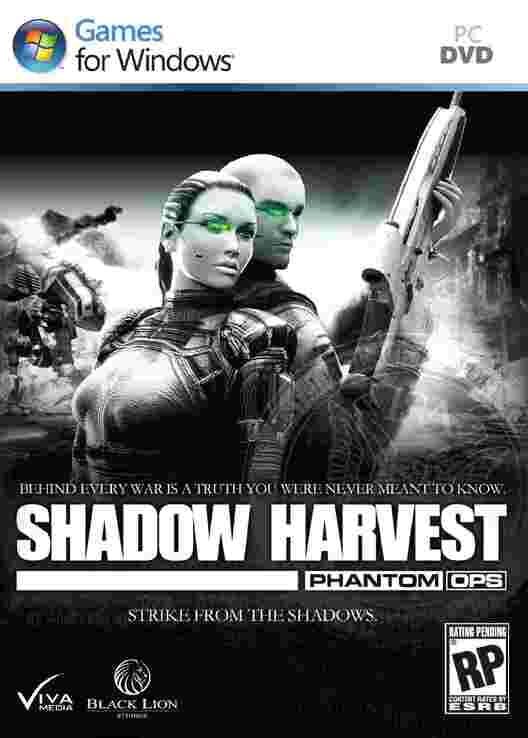 Games
for Windows®
PC
DVD
BEHIND EVERY WAR IS A TRUTH YOU WERE NEVER MEANT TO KNOW.
SHADOW HARVEST
PHANTOM OPS
STRIKE FROM THE SHADOWS.
RATING PENDING
RP
CONTENT RATED BY
ESRB
VIVA
MEDIA
BLACK LION
STUDIOS